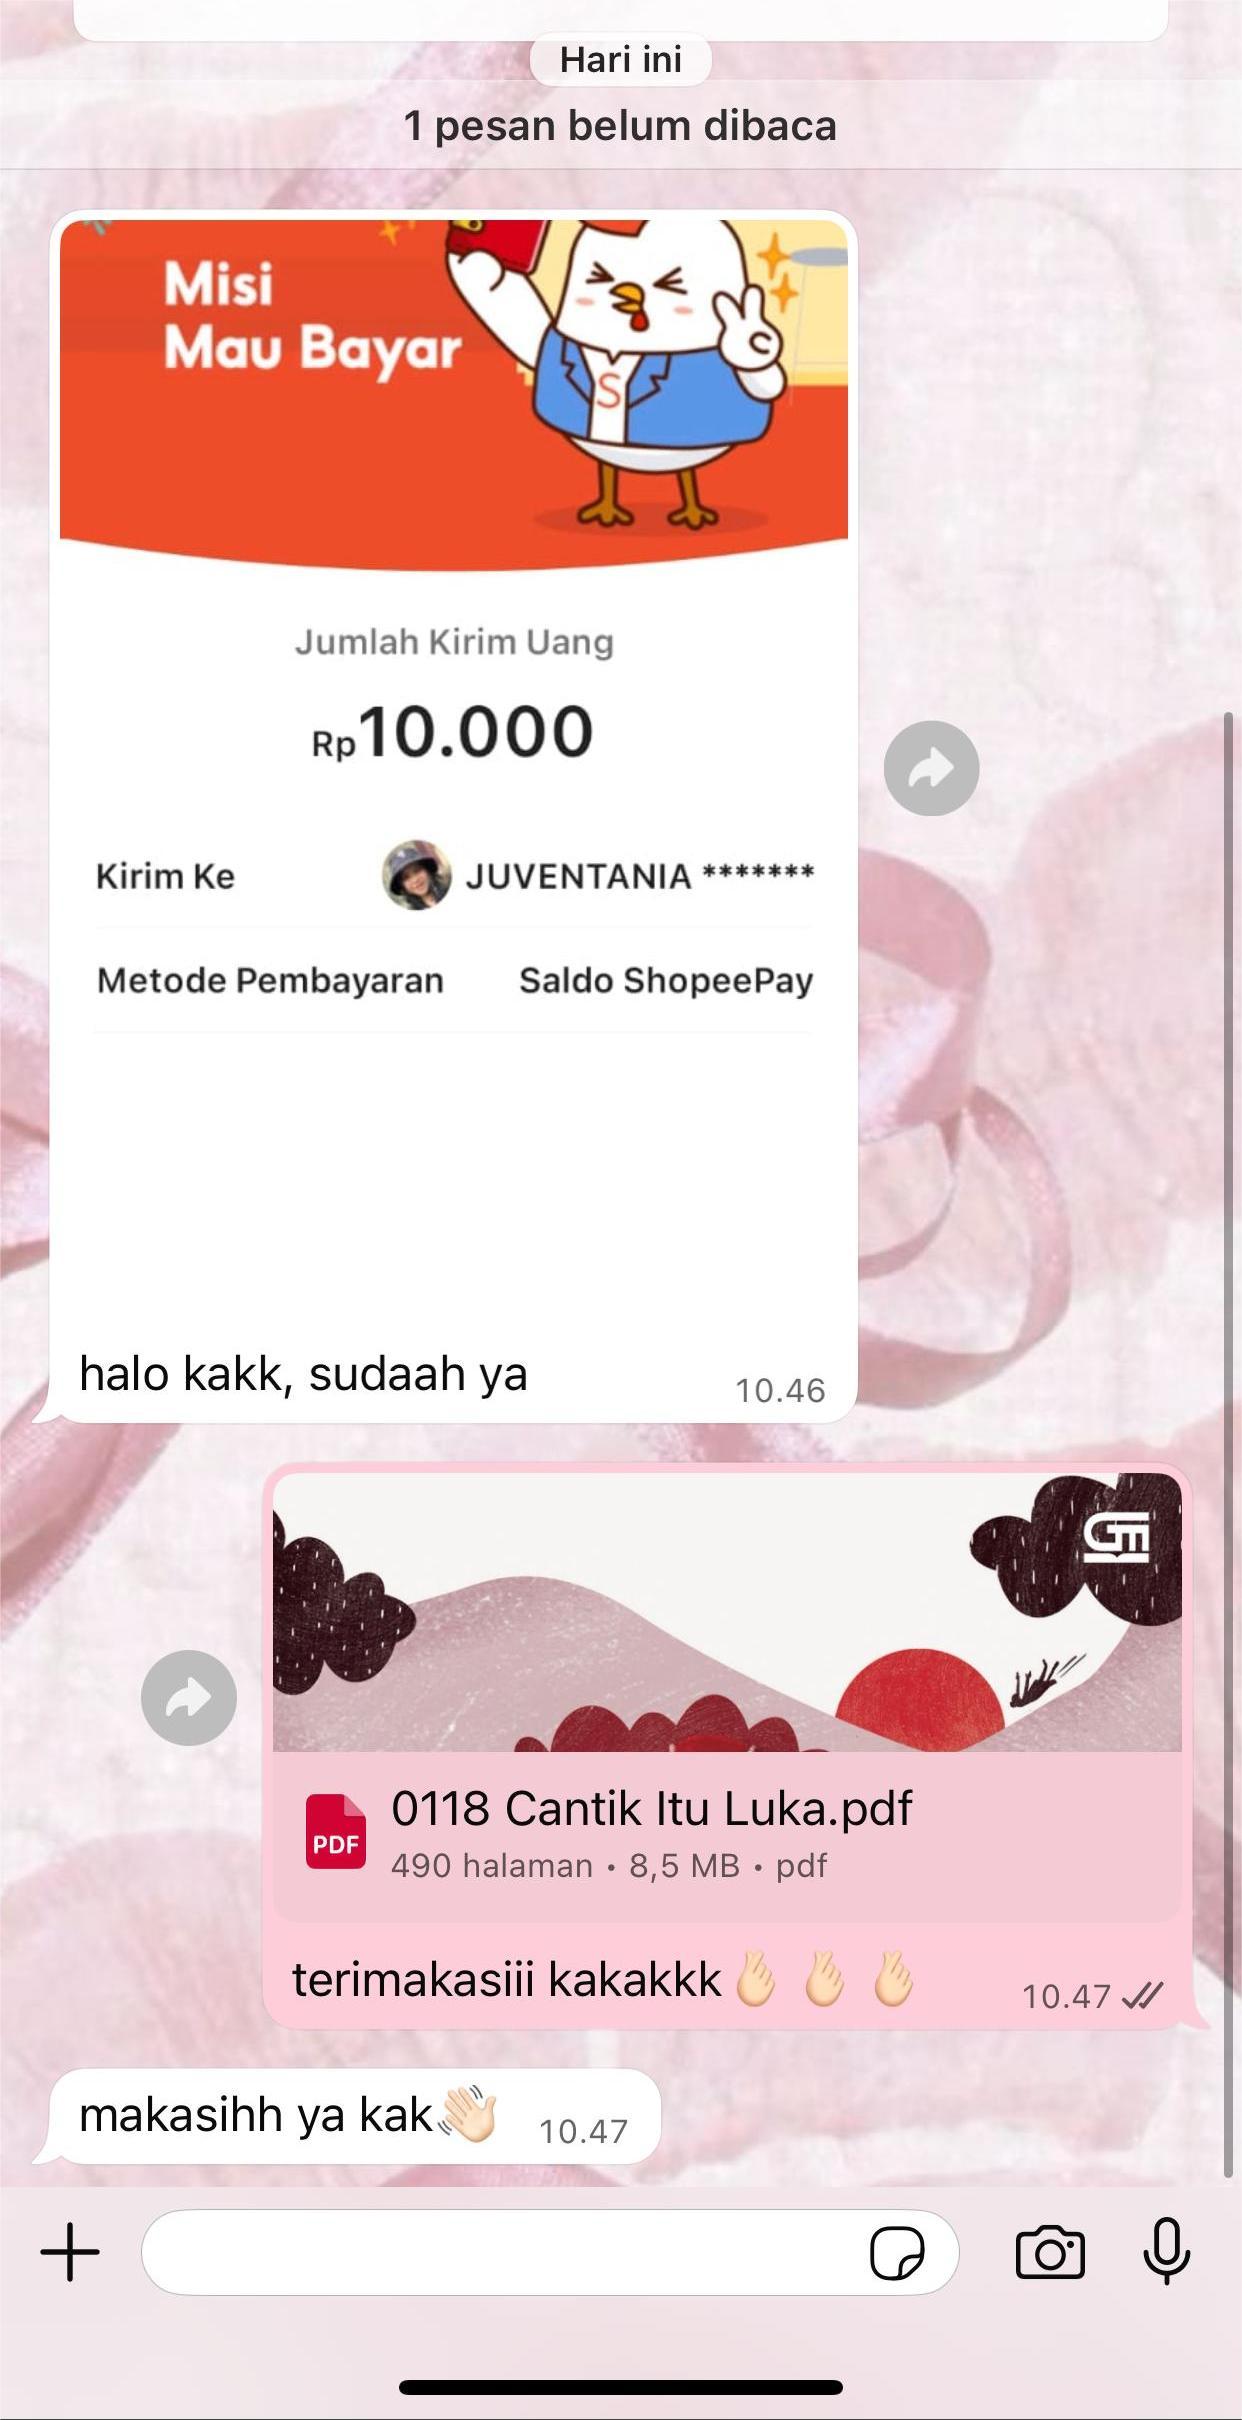 Hari ini
1 pesan belum dibaca
Misi
Mau Bayar
S
Jumlah Kirim Uang
Rp10.000
Kirim Ke JUVENTANIA *******
Metode Pembayaran Saldo ShopeePay
halo kakk, sudaah ya 10.46
GM
PDF 0118 Cantik Itu Luka.pdf
490 halaman • 8,5 MB • pdf
terimakasiii kakakkk🫰🏻🫰🏻🫰🏻 10.47
makasihh ya kak👋🏻 10.47